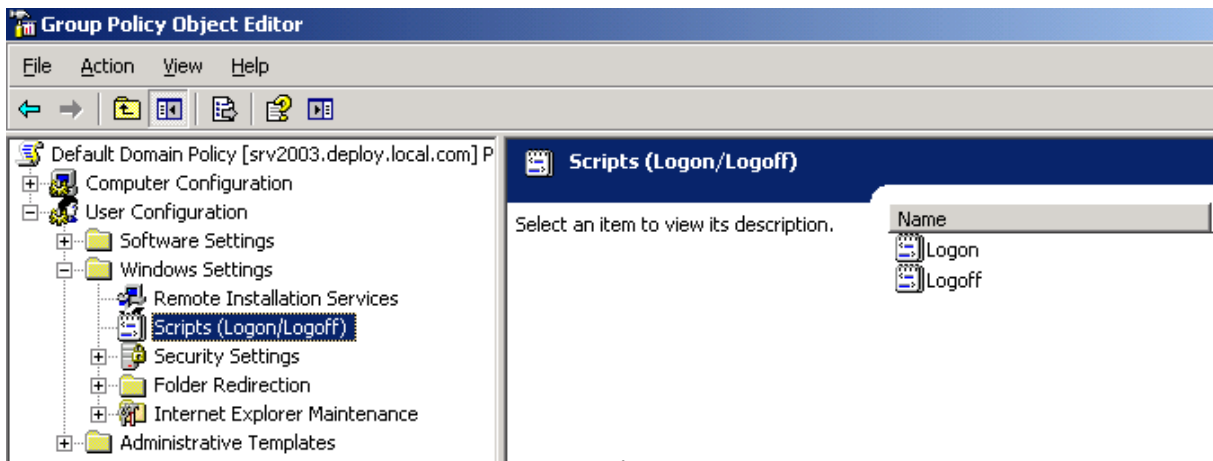 Group Policy Object Editor
File Action View Help
Default Domain Policy [srv2003.deploy.local.com] P
Computer Configuration
User Configuration
Software Settings
Windows Settings
Remote Installation Services
Scripts (Logon/Logoff)
Security Settings
Folder Redirection
Internet Explorer Maintenance
Administrative Templates
Scripts (Logon/Logoff)
Select an item to view its description.
Name
Logon
Logoff